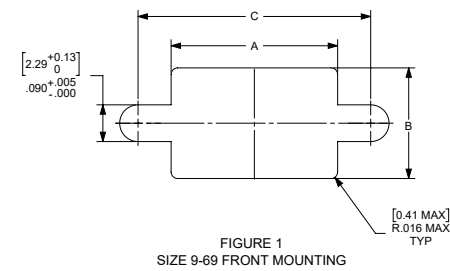 C
A
[2.29 +0.13
0]
.090 +.005
-.000
B
[0.41 MAX]
R.016 MAX
TYP
FIGURE 1
SIZE 9-69 FRONT MOUNTING